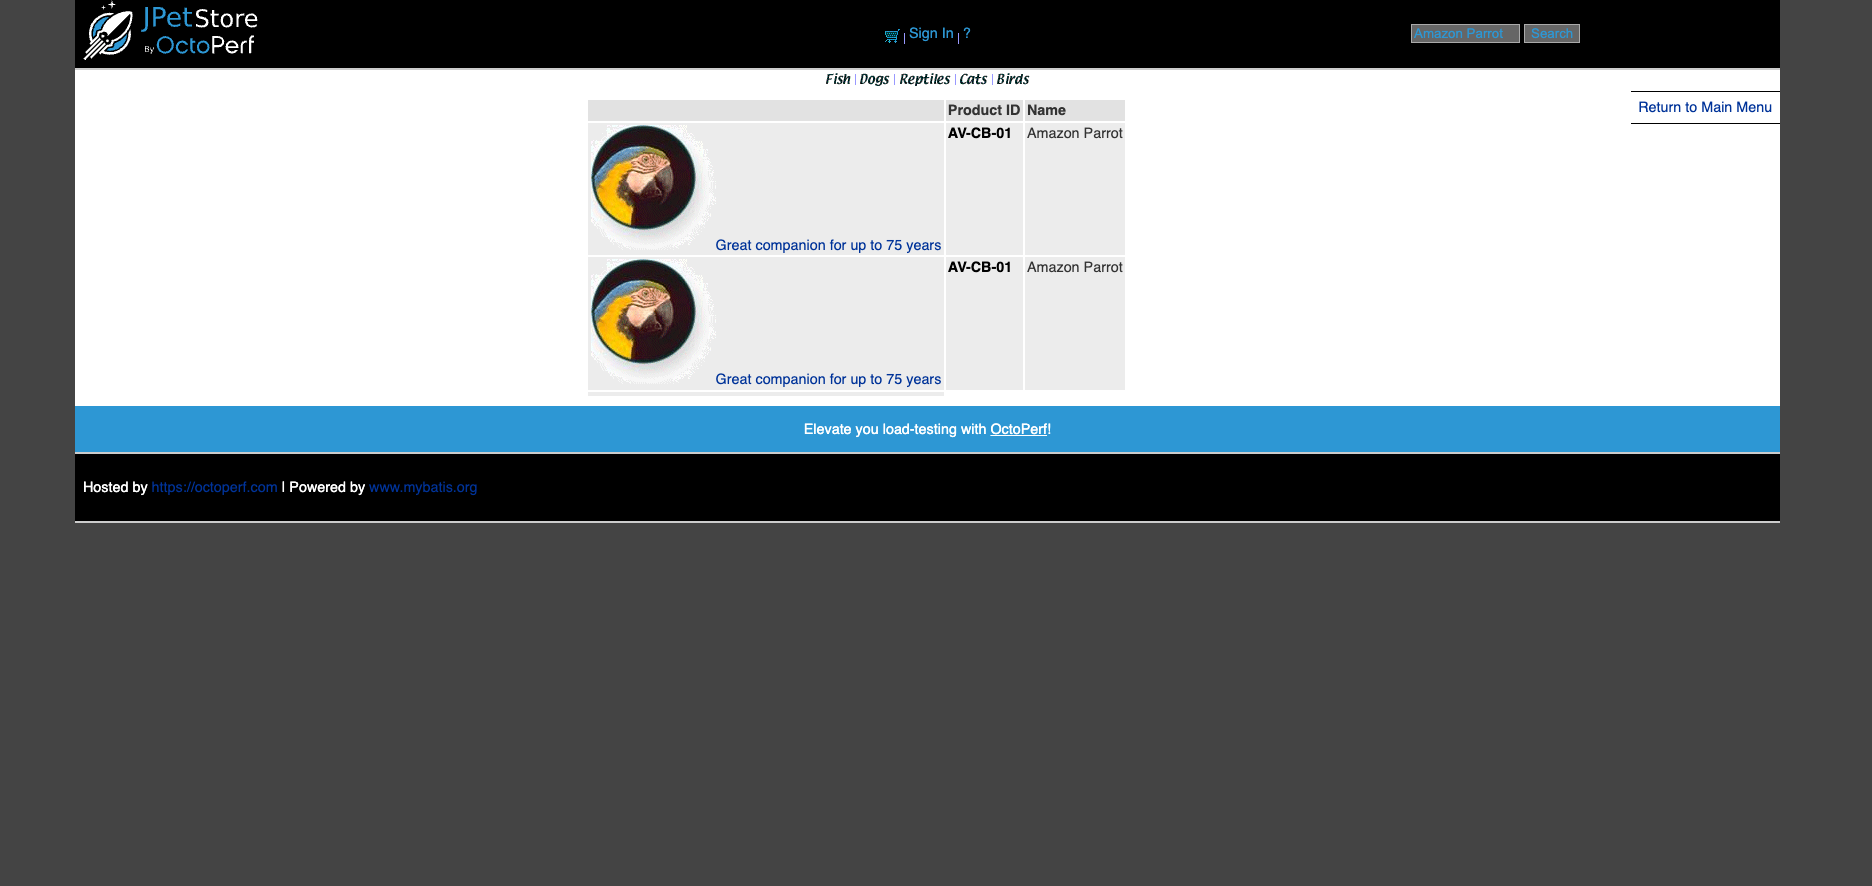 JPetStore
By OctoPerf
Sign In ?
Amazon Parrot Search
Fish Dogs Reptiles Cats Birds
Return to Main Menu
Product ID Name
AV-CB-01 Amazon Parrot
Great companion for up to 75 years
AV-CB-01 Amazon Parrot
Great companion for up to 75 years
Elevate you load-testing with OctoPerf!
Hosted by https://octoperf.com | Powered by www.mybatis.org